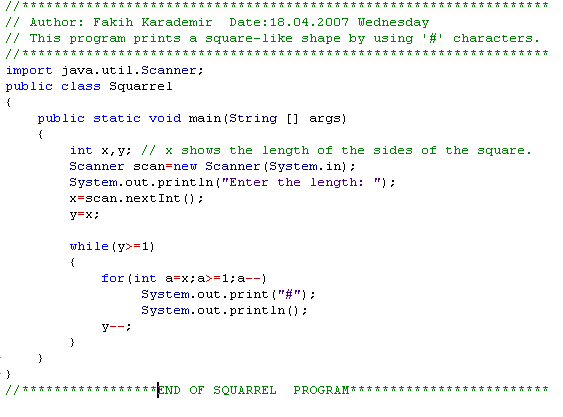 //******************************************************************
// Author: Fakih Karademir  Date:18.04.2007 Wednesday
// This program prints a square-like shape by using '#' characters.
//******************************************************************
import java.util.Scanner;
public class Squarrel
{
    public static void main(String [] args)
    {
        int x,y; // x shows the length of the sides of the square.
        Scanner scan=new Scanner(System.in);
        System.out.println("Enter the length: ");
        x=scan.nextInt();
        y=x;

        while(y>=1)
        {
            for(int a=x;a>=1;a--)
                 System.out.print("#");
                 System.out.println();
            y--;
        }
    }
}
//*****************END OF SQUARREL  PROGRAM*************************